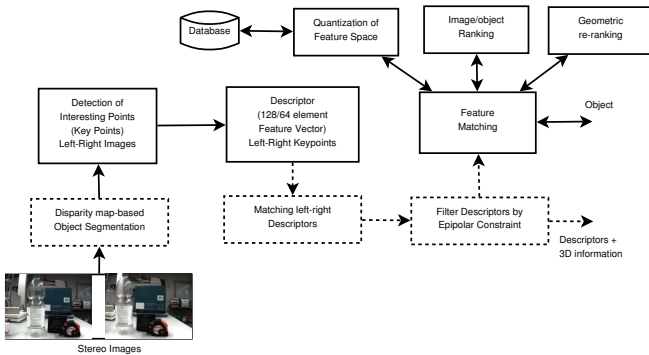 Database
Quantization of
Feature Space
Image/object
Ranking
Geometric
re-ranking
Detection of
Interesting Points
(Key Points)
Left-Right Images
Descriptor
(128/64 element
Feature Vector)
Left-Right Keypoints
Feature
Matching
Object
Disparity map-based
Object Segmentation
Matching left-right
Descriptors
Filter Descriptors by
Epipolar Constraint
Descriptors +
3D information
Stereo Images